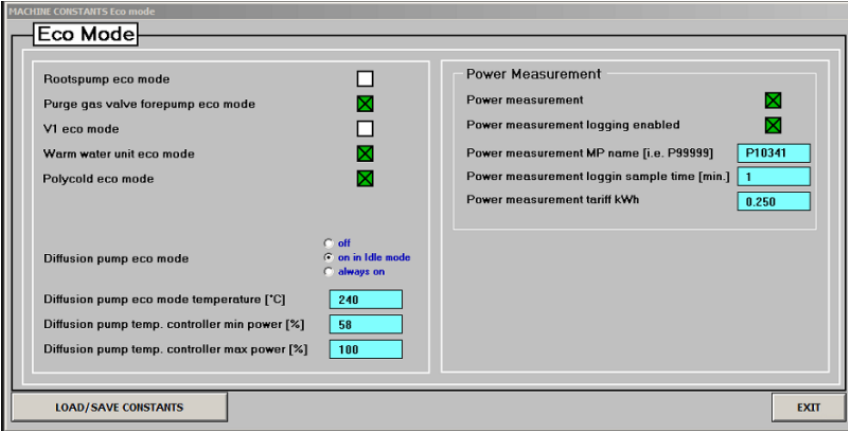 MACHINE CONSTANTS Eco mode
Eco Mode
Rootspump eco mode
Purge gas valve forepump eco mode
V1 eco mode
Warm water unit eco mode
Polycold eco mode
Diffusion pump eco mode
off
on in Idle mode
always on
Diffusion pump eco mode temperature [°C] 240
Diffusion pump temp. controller min power [%] 58
Diffusion pump temp. controller max power [%] 100
Power Measurement
Power measurement
Power measurement logging enabled
Power measurement MP name [i.e. P99999] P10341
Power measurement loggin sample time [min.] 1
Power measurement tariff kWh 0.250
LOAD/SAVE CONSTANTS
EXIT